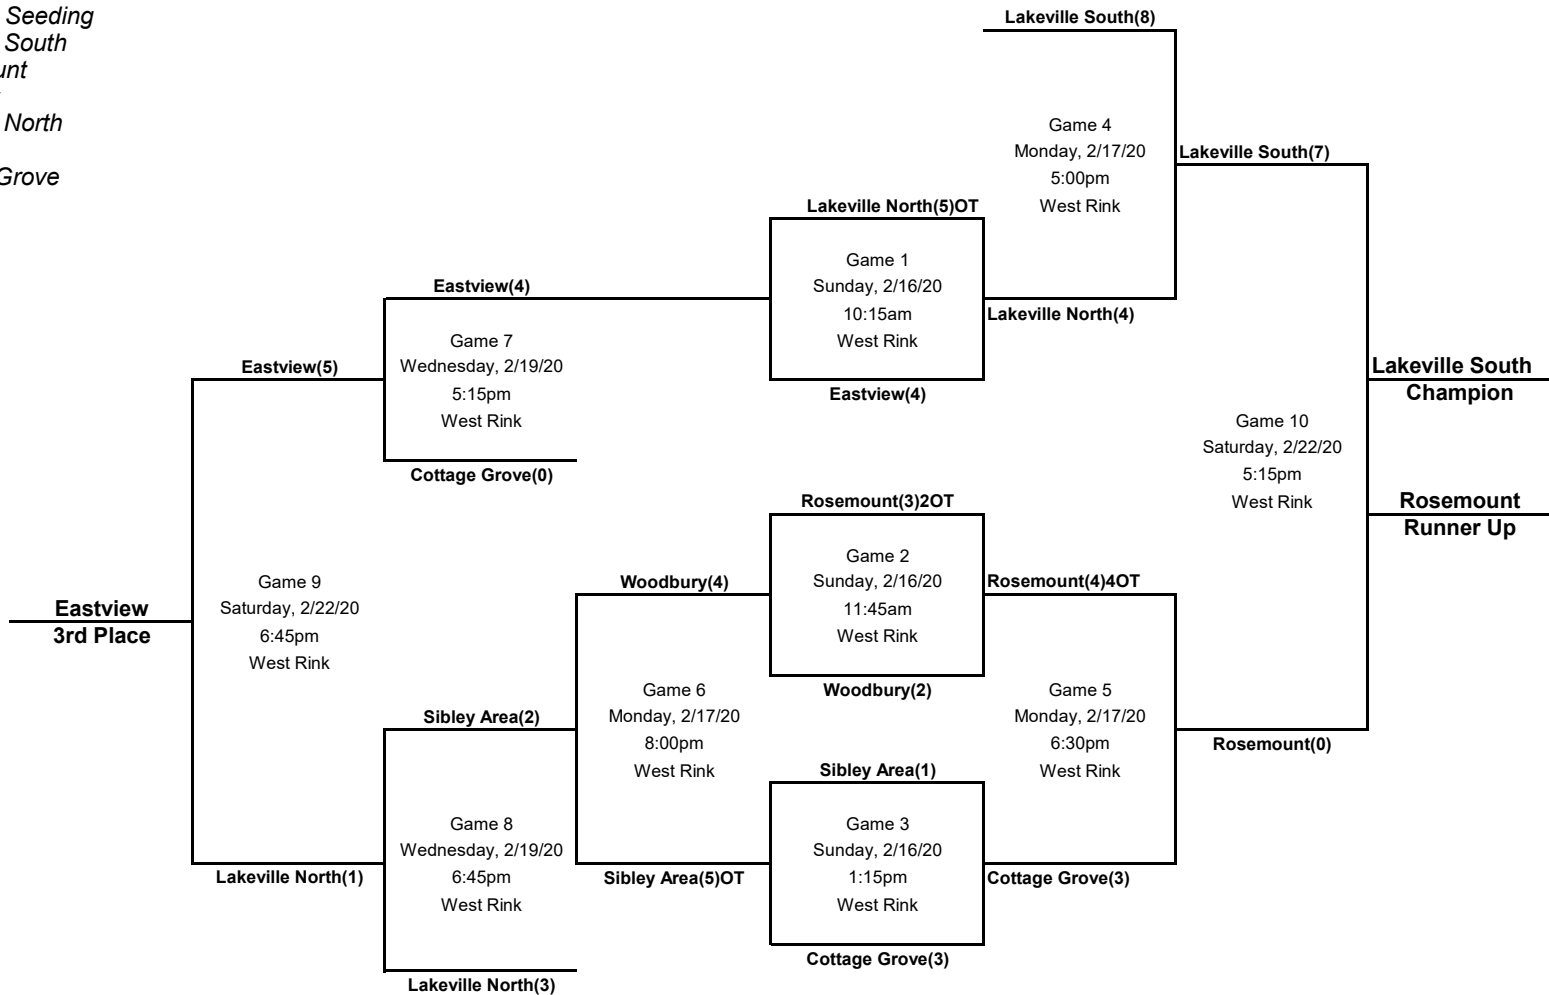 Seeding
South
unt
North
Grove
Lakeville South(8)
Game 4
Monday, 2/17/20
5:00pm
West Rink
Lakeville South(7)
Lakeville North(5)OT
Game 1
Sunday, 2/16/20
10:15am
West Rink
Eastview(4)
Lakeville North(4)
Game 7
Wednesday, 2/19/20
5:15pm
West Rink
Eastview(5)
Eastview(4)
Lakeville South
Champion
Cottage Grove(0)
Game 10
Saturday, 2/22/20
5:15pm
West Rink
Rosemount(3)2OT
Rosemount
Runner Up
Game 2
Sunday, 2/16/20
11:45am
West Rink
Woodbury(4)
Rosemount(4)4OT
Game 9
Saturday, 2/22/20
6:45pm
West Rink
Eastview
3rd Place
Woodbury(2)
Game 6
Monday, 2/17/20
8:00pm
West Rink
Game 5
Monday, 2/17/20
6:30pm
West Rink
Sibley Area(2)
Rosemount(0)
Sibley Area(1)
Game 8
Wednesday, 2/19/20
6:45pm
West Rink
Game 3
Sunday, 2/16/20
1:15pm
West Rink
Lakeville North(1)
Sibley Area(5)OT
Cottage Grove(3)
Cottage Grove(3)
Lakeville North(3)